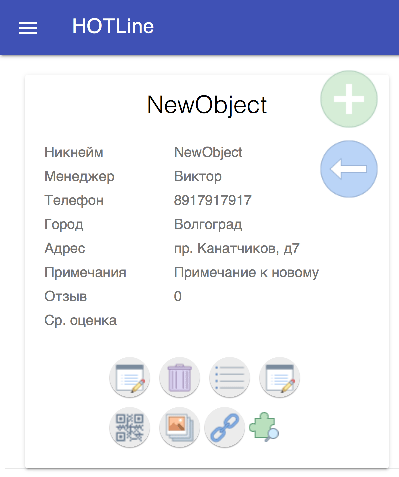 HOTLine
NewObject
Никнейм NewObject
Менеджер Виктор
Телефон 8917917917
Город Волгоград
Адрес пр. Канатчиков, д7
Примечания Примечание к новому
Отзыв 0
Ср. оценка